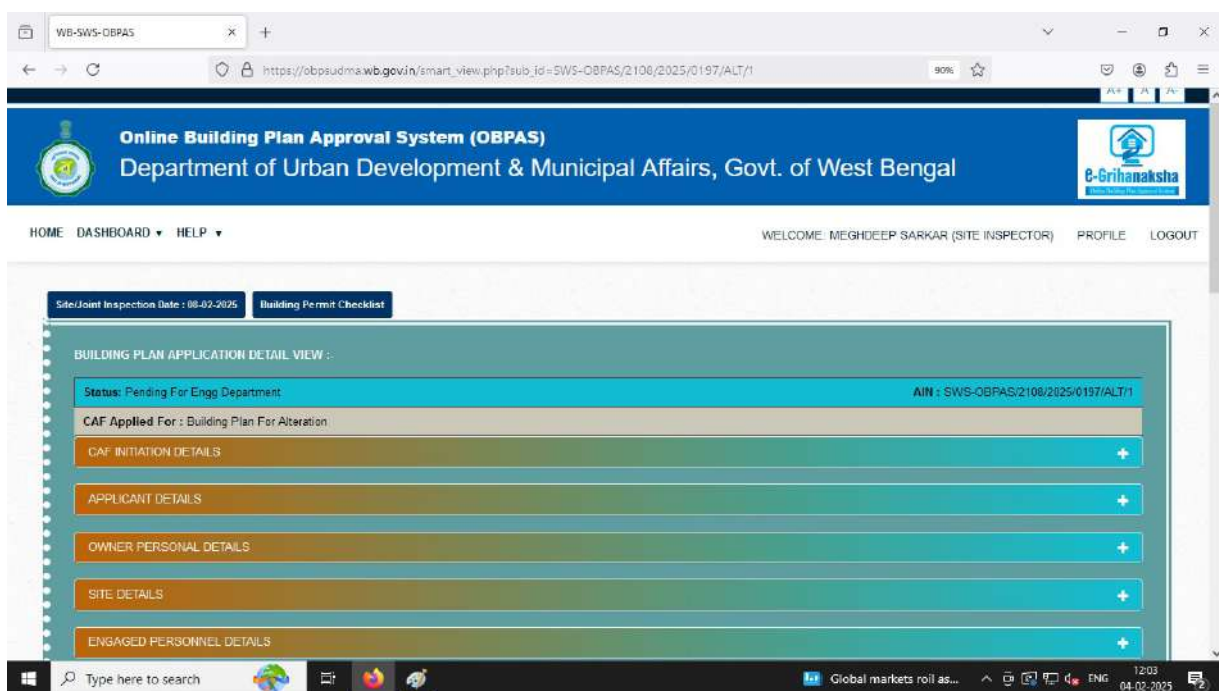 WB-SWS-OBPAS
https://obpsudma.wb.gov.in/smart_view.php?sub_id=SWS-OBPAS/2108/2025/0197/ALT/1
90%
A+ A A-
Online Building Plan Approval System (OBPAS)
Department of Urban Development & Municipal Affairs, Govt. of West Bengal
e-Grihanaksha
HOME DASHBOARD HELP WELCOME: MEGHDEEP SARKAR (SITE INSPECTOR) PROFILE LOGOUT
Site/Joint Inspection Date : 08-02-2025 Building Permit Checklist
BUILDING PLAN APPLICATION DETAIL VIEW :-
Status: Pending For Engg Department AIN : SWS-OBPAS/2108/2025/0197/ALT/1
CAF Applied For : Building Plan For Alteration
CAF INITIATION DETAILS
APPLICANT DETAILS
OWNER PERSONAL DETAILS
SITE DETAILS
ENGAGED PERSONNEL DETAILS
Type here to search Global markets roil as... ENG 12:03
04-02-2025